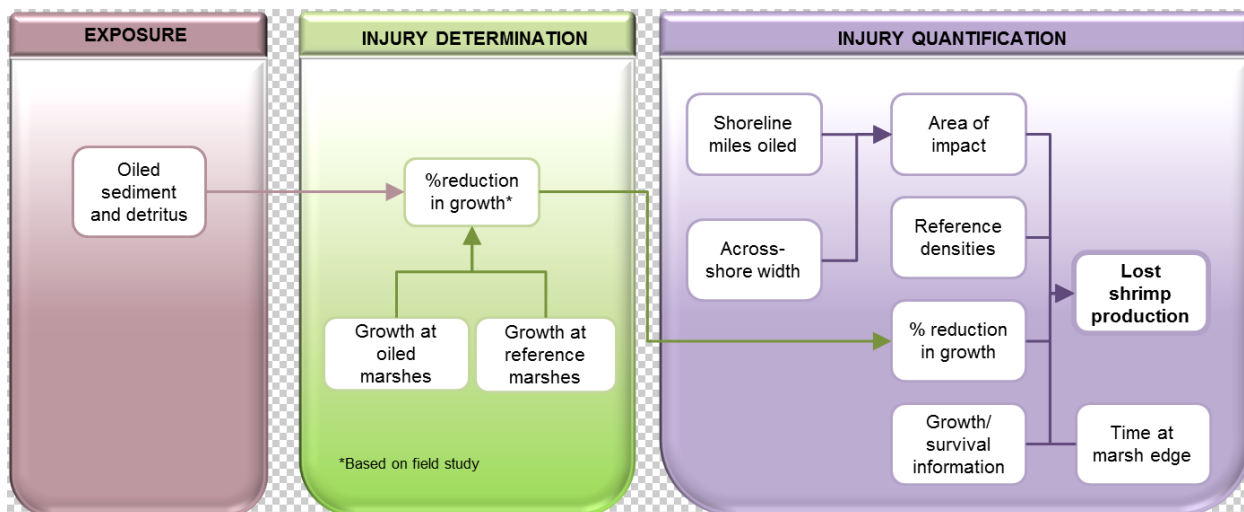 EXPOSURE
Oiled
sediment
and detritus
INJURY DETERMINATION
%reduction
in growth*
Growth at
oiled
marshes
Growth at
reference
marshes
*Based on field study
INJURY QUANTIFICATION
Shoreline
miles oiled
Area of
impact
Across-
shore width
Reference
densities
Lost
shrimp
production
% reduction
in growth
Growth/
survival
information
Time at
marsh edge